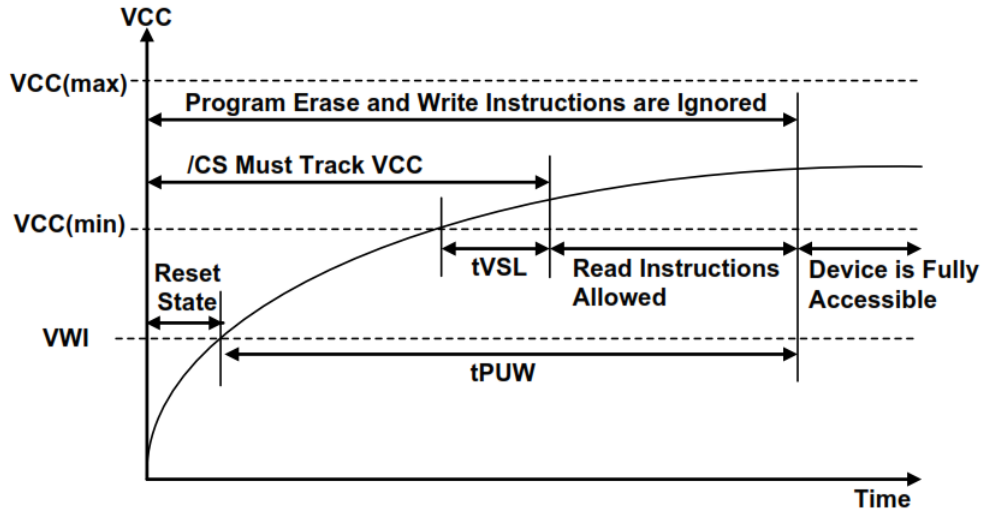 VCC
VCC(max)
Program Erase and Write Instructions are Ignored
/CS Must Track VCC
VCC(min)
tVSL
Read Instructions
Allowed
Device is Fully
Accessible
Reset
State
VWI
tPUW
Time